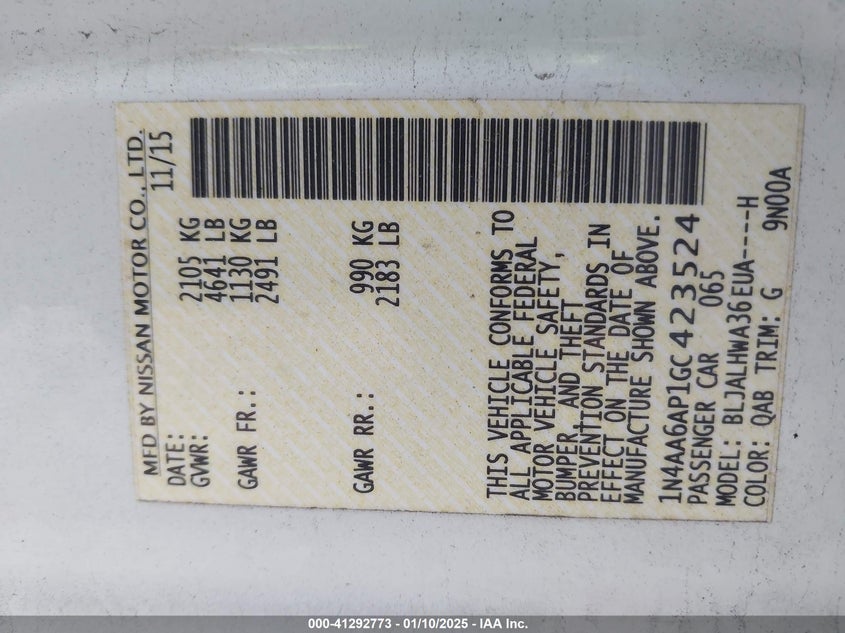 MFD BY NISSAN MOTOR CO., LTD.
DATE: 11/15
GVWR: 2105 KG
4641 LB
GAWR FR.: 1130 KG
2491 LB
GAWR RR.: 990 KG
2183 LB
THIS VEHICLE CONFORMS TO
ALL APPLICABLE FEDERAL
MOTOR VEHICLE SAFETY,
BUMPER, AND THEFT
PREVENTION STANDARDS IN
EFFECT ON THE DATE OF
MANUFACTURE SHOWN ABOVE.
1N4AA6AP1GC423524
PASSENGER CAR 065
MODEL: BLJALHWA36EUA----H
COLOR: QAB TRIM: G 9N00A
000-41292773 - 01/10/2025 - IAA Inc.